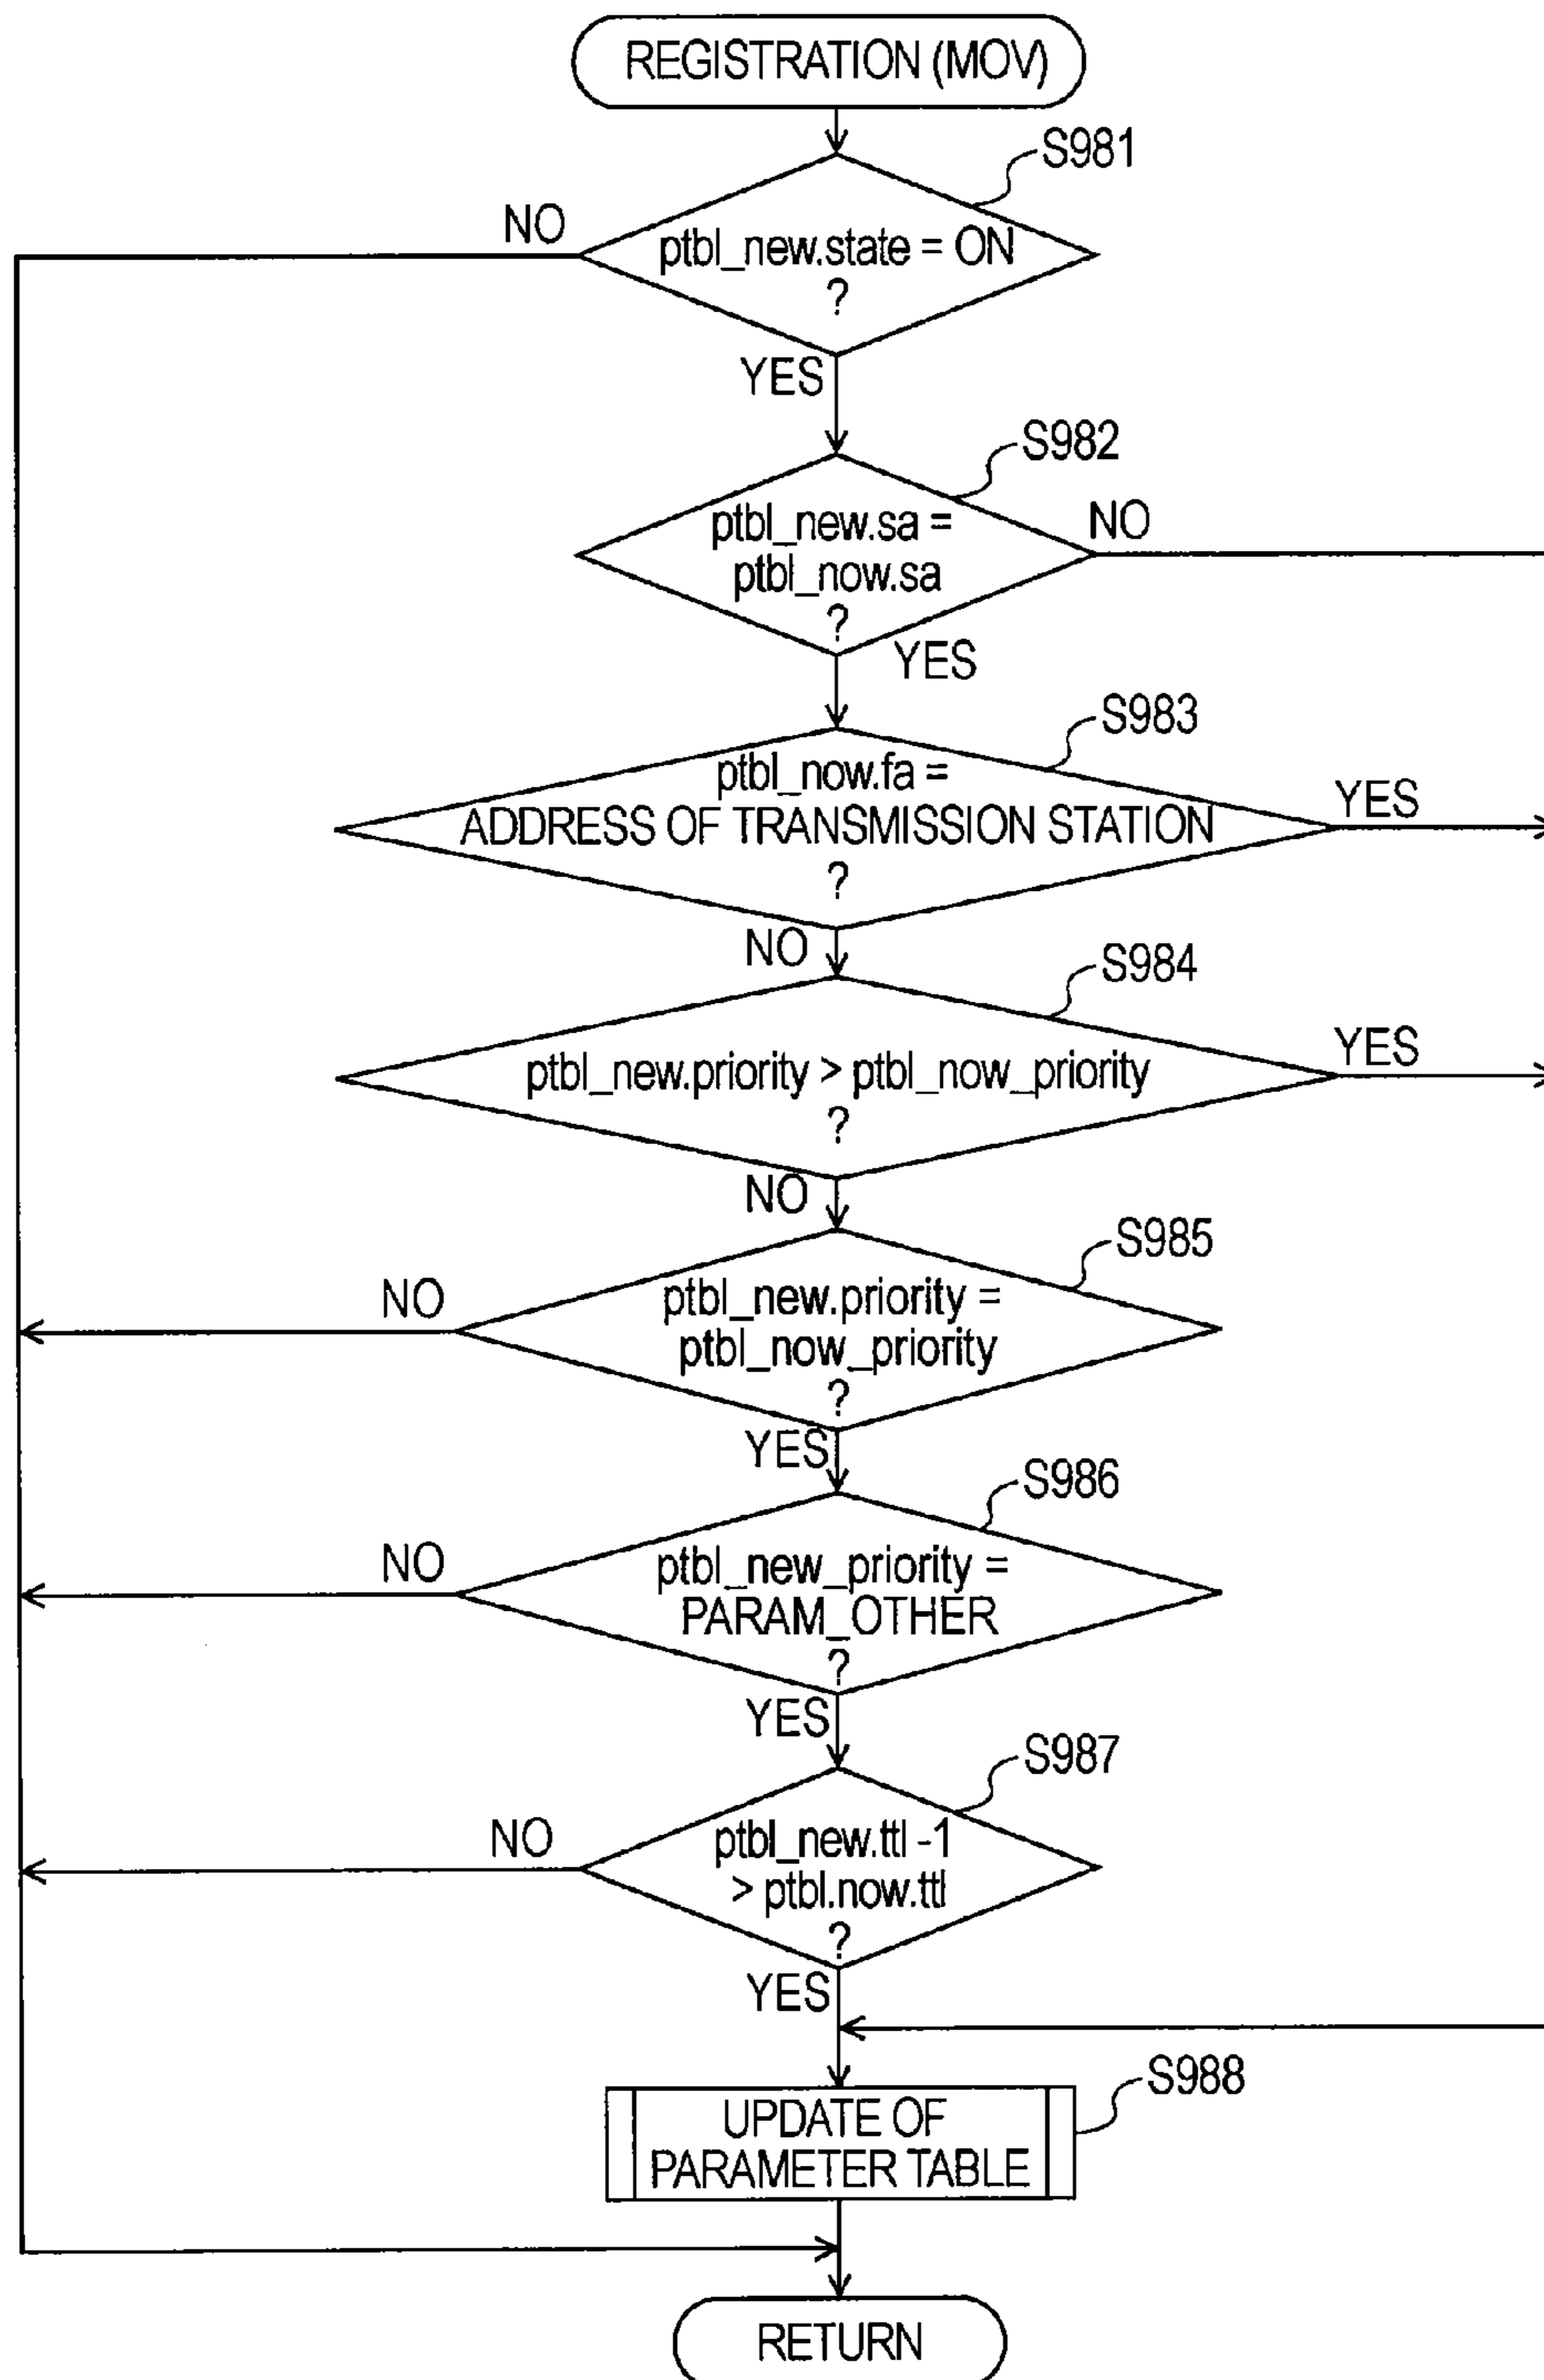 REGISTRATION (MOV)
S981
NO
ptbl_new.state = ON
?
YES
S982
ptbl_new.sa =
NO
ptbl_now.sa
?
YES
S983
ptbl_now.fa =
YES
ADDRESS OF TRANSMISSION STATION
?
NO
S984
YES
ptbl_new.priority > ptbl_now_priority
?
NO
S985
NO
ptbl_new.priority =
ptbl_now_priority
?
YES
S986
NO
ptbl_new_priority =
PARAM_OTHER
?
YES
S987
NO
ptbl_new.ttl -1
> ptbl.now.ttl
?
YES
S988
UPDATE OF
PARAMETER TABLE
RETURN